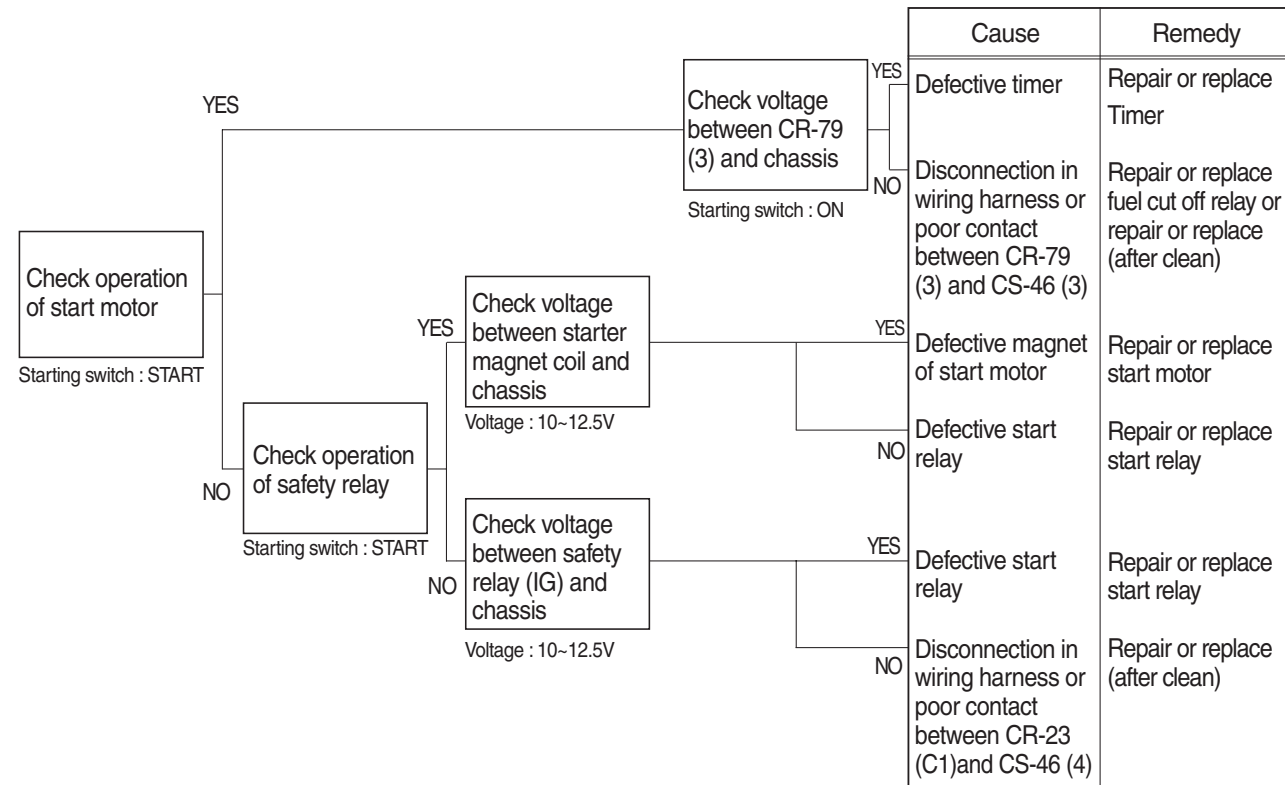 Cause
Remedy
YES
Check voltage
between CR-79
(3) and chassis
Starting switch : ON
YES
Defective timer
Repair or replace
Timer
NO
Disconnection in
wiring harness or
poor contact
between CR-79
(3) and CS-46 (3)
Repair or replace
fuel cut off relay or
repair or replace
(after clean)
Check operation
of start motor
Starting switch : START
NO
Check operation
of safety relay
Starting switch : START
YES
Check voltage
between starter
magnet coil and
chassis
Voltage : 10~12.5V
YES
Defective magnet
of start motor
Repair or replace
start motor
NO
Defective start
relay
Repair or replace
start relay
NO
Check voltage
between safety
relay (IG) and
chassis
Voltage : 10~12.5V
YES
Defective start
relay
Repair or replace
start relay
NO
Disconnection in
wiring harness or
poor contact
between CR-23
(C1)and CS-46 (4)
Repair or replace
(after clean)